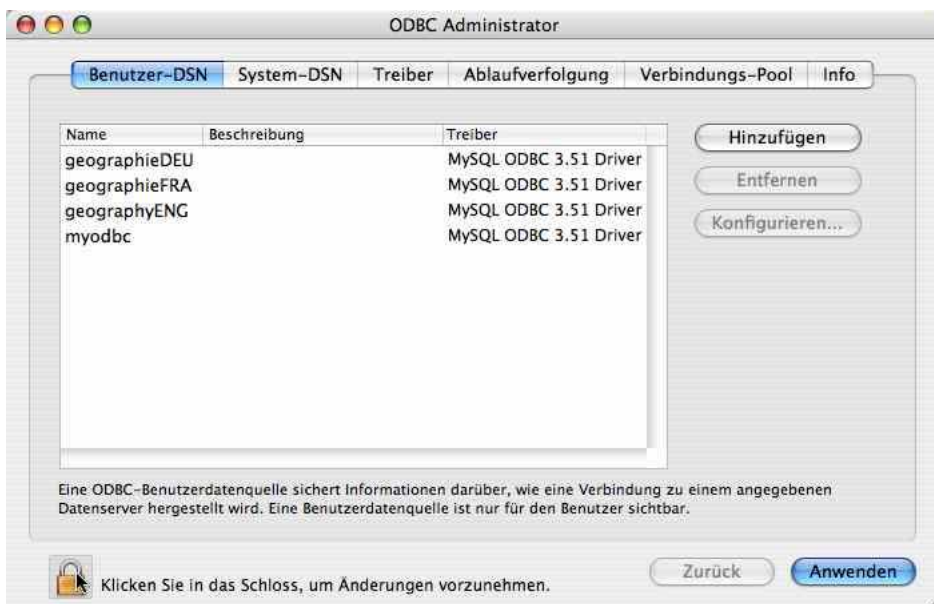 ODBC Administrator
Benutzer-DSN System-DSN Treiber Ablaufverfolgung Verbindungs-Pool Info
Name Beschreibung Treiber
geographieDEU MySQL ODBC 3.51 Driver
geographieFRA MySQL ODBC 3.51 Driver
geographyENG MySQL ODBC 3.51 Driver
myodbc MySQL ODBC 3.51 Driver
Hinzufügen
Entfernen
Konfigurieren...
Eine ODBC-Benutzerdatenquelle sichert Informationen darüber, wie eine Verbindung zu einem angegebenen
Datenserver hergestellt wird. Eine Benutzerdatenquelle ist nur für den Benutzer sichtbar.
Klicken Sie in das Schloss, um Änderungen vorzunehmen.
Zurück Anwenden